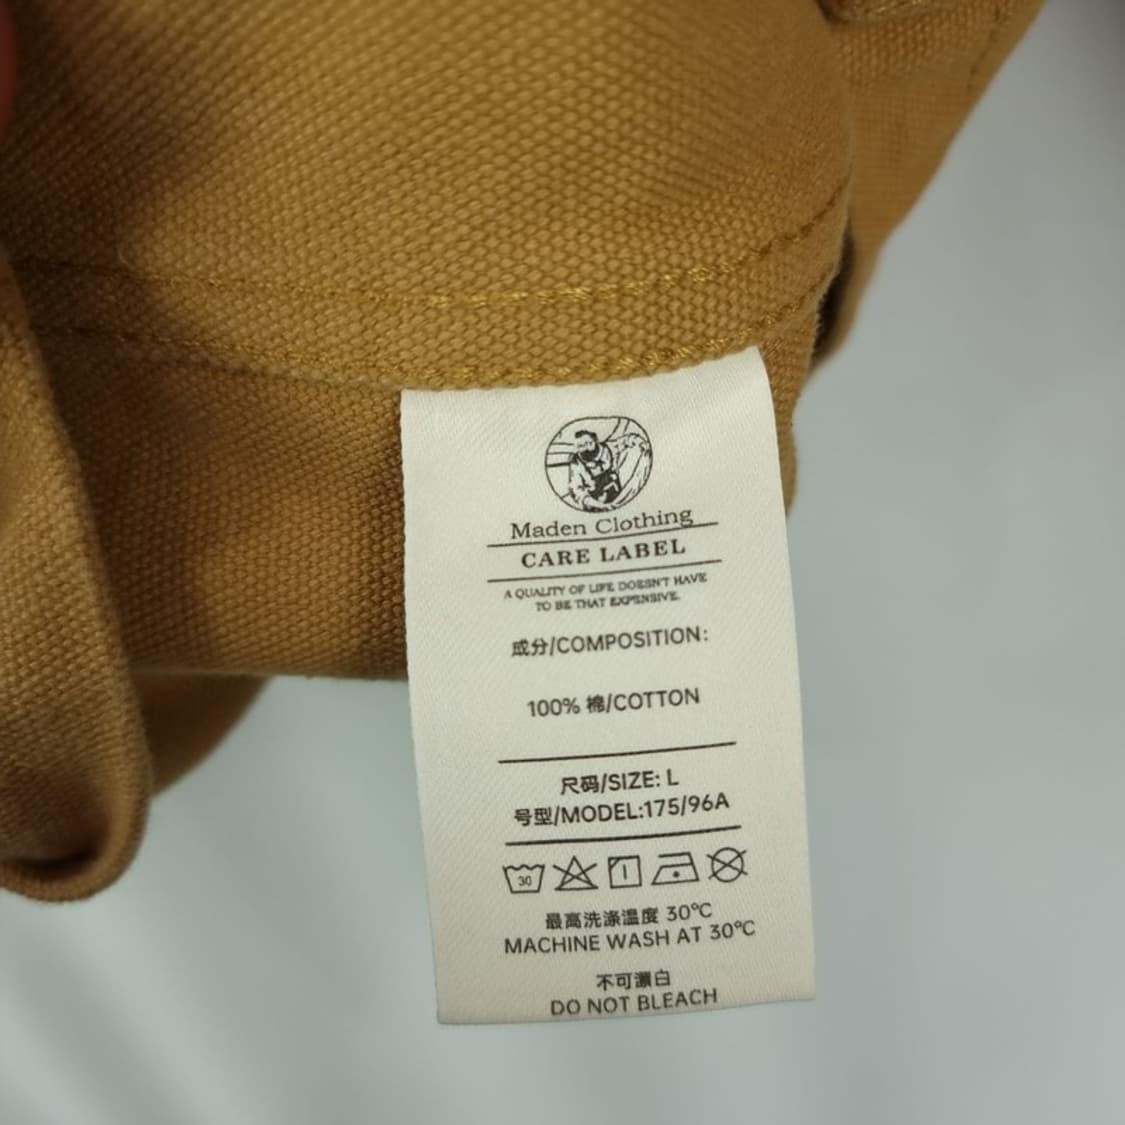 Maden Clothing
CARE LABEL
A QUALITY OF LIFE DOESN'T HAVE
TO BE THAT EXPENSIVE.
成分/COMPOSITION:
100% 棉/COTTON
尺码/SIZE: L
号型/MODEL:175/96A
30
最高洗涤温度 30℃
MACHINE WASH AT 30℃
不可漂白
DO NOT BLEACH